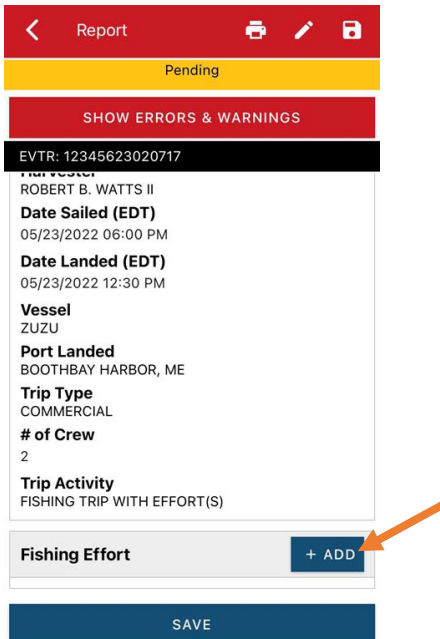 Report
Pending
SHOW ERRORS & WARNINGS
EVTR: 12345623020717
Harvester
ROBERT B. WATTS II
Date Sailed (EDT)
05/23/2022 06:00 PM
Date Landed (EDT)
05/23/2022 12:30 PM
Vessel
ZUZU
Port Landed
BOOTHBAY HARBOR, ME
Trip Type
COMMERCIAL
# of Crew
2
Trip Activity
FISHING TRIP WITH EFFORT(S)
Fishing Effort
+ ADD
SAVE